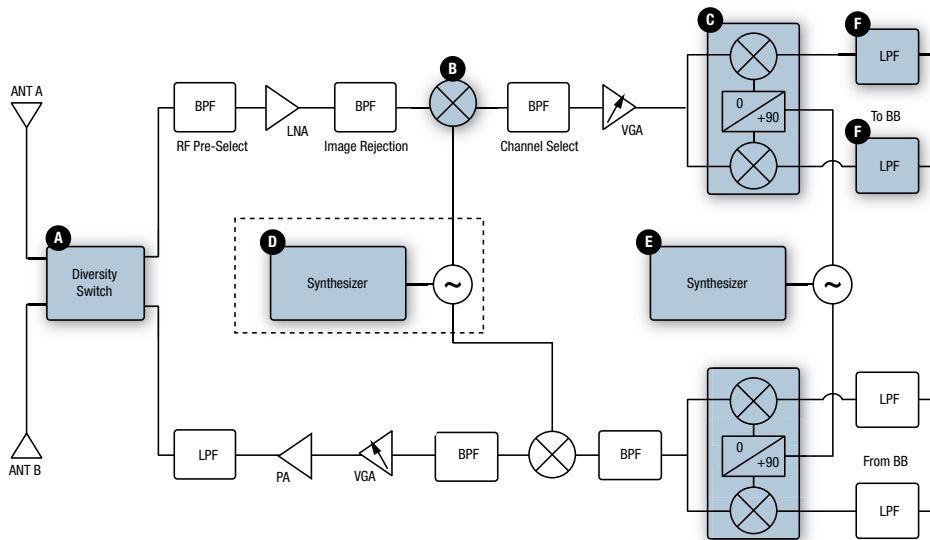 C
F
B
LPF
ANT A
BPF
BPF
BPF
0
+90
To BB
LNA
VGA
RF Pre-Select
Image Rejection
Channel Select
F
LPF
A
D
E
Diversity
Switch
Synthesizer
~
Synthesizer
~
LPF
0
+90
LPF
BPF
BPF
From BB
ANT B
PA
VGA
LPF